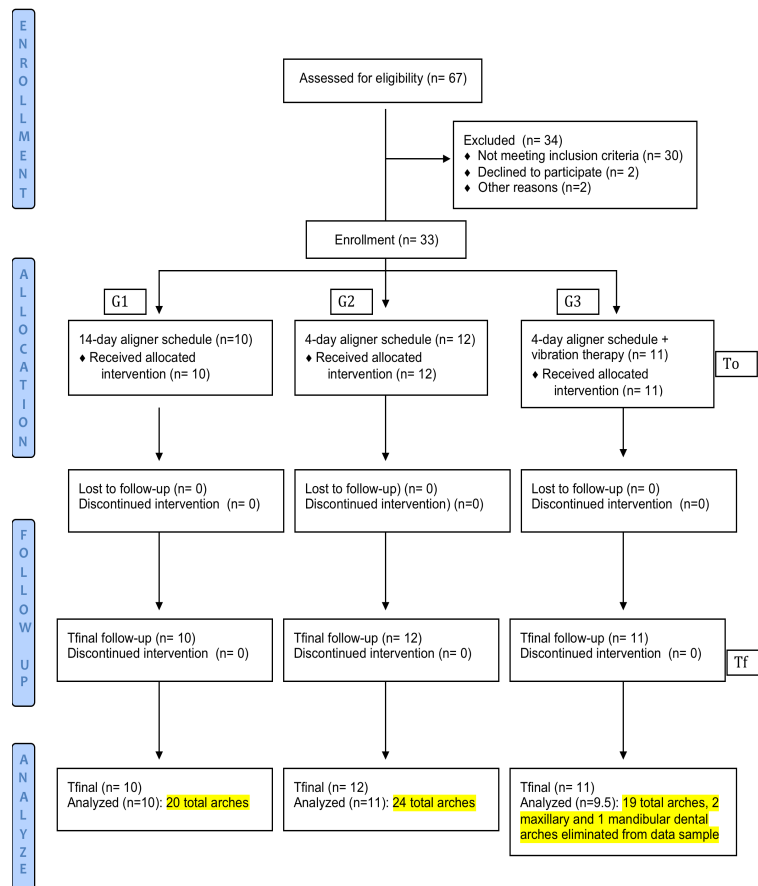 ENROLLMENT
Assessed for eligibility (n= 67)
Excluded (n= 34)
♦ Not meeting inclusion criteria (n= 30)
♦ Declined to participate (n= 2)
♦ Other reasons (n=2)
Enrollment (n= 33)
ALLOCATION
G1
G2
G3
14-day aligner schedule (n=10)
♦ Received allocated
intervention (n= 10)
4-day aligner schedule (n= 12)
♦ Received allocated
intervention (n= 12)
4-day aligner schedule +
vibration therapy (n= 11)
♦ Received allocated
intervention (n= 11)
To
Lost to follow-up (n= 0)
Discontinued intervention (n= 0)
Lost to follow-up) (n= 0)
Discontinued intervention) (n=0)
Lost to follow-up (n= 0)
Discontinued intervention (n=0)
FOLLOW UP
Tfinal follow-up (n= 10)
Discontinued intervention (n= 0)
Tfinal follow-up (n= 12)
Discontinued intervention (n= 0)
Tfinal follow-up (n= 11)
Discontinued intervention (n= 0)
Tf
ANALYZE
Tfinal (n= 10)
Analyzed (n=10): 20 total arches
Tfinal (n= 12)
Analyzed (n=11): 24 total arches
Tfinal (n= 11)
Analyzed (n=9.5): 19 total arches, 2
maxillary and 1 mandibular dental
arches eliminated from data sample